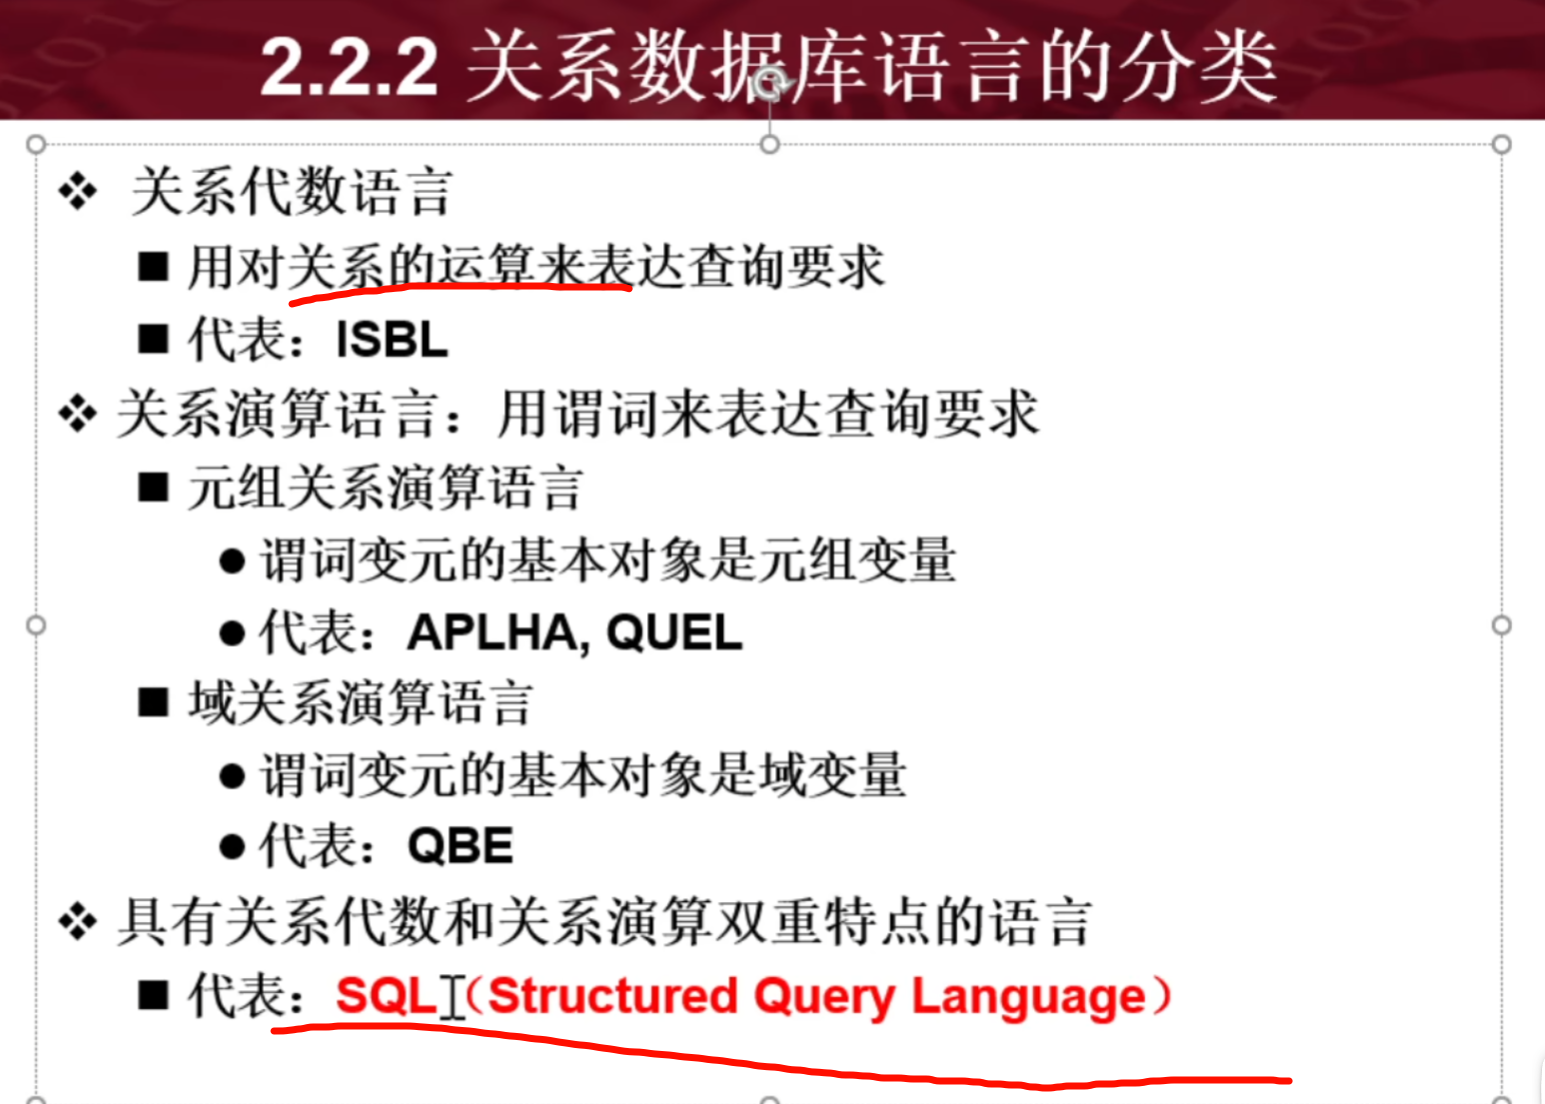 2.2.2 关系数据库语言的分类
关系代数语言
用对关系的运算来表达查询要求
代表：ISBL
关系演算语言：用谓词来表达查询要求
元组关系演算语言
谓词变元的基本对象是元组变量
代表：APLHA, QUEL
域关系演算语言
谓词变元的基本对象是域变量
代表：QBE
具有关系代数和关系演算双重特点的语言
代表：SQL（Structured Query Language）